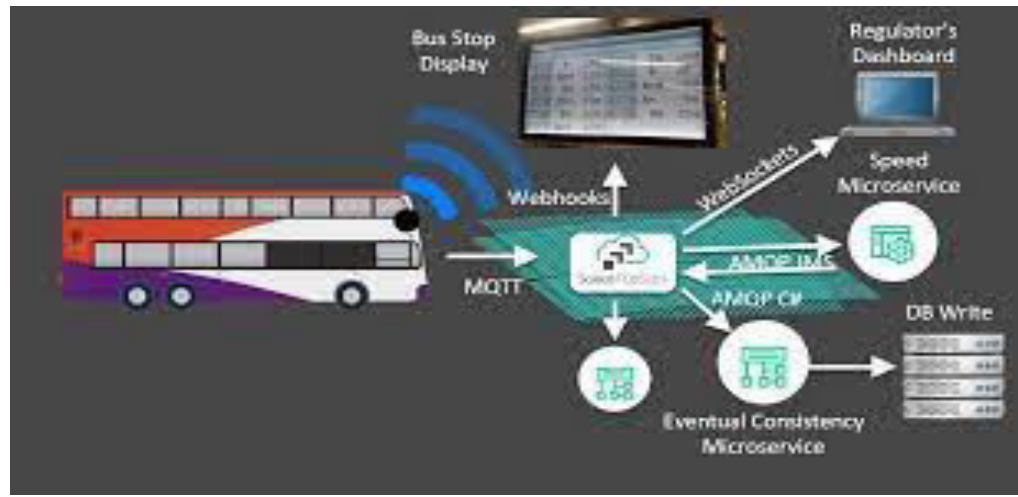 Bus Stop
Display
Regulator's
Dashboard
WebSockets
Speed
Microservice
Webhooks
MQTT
AMQP JMS
AMQP C#
DB Write
Eventual Consistency
Microservice